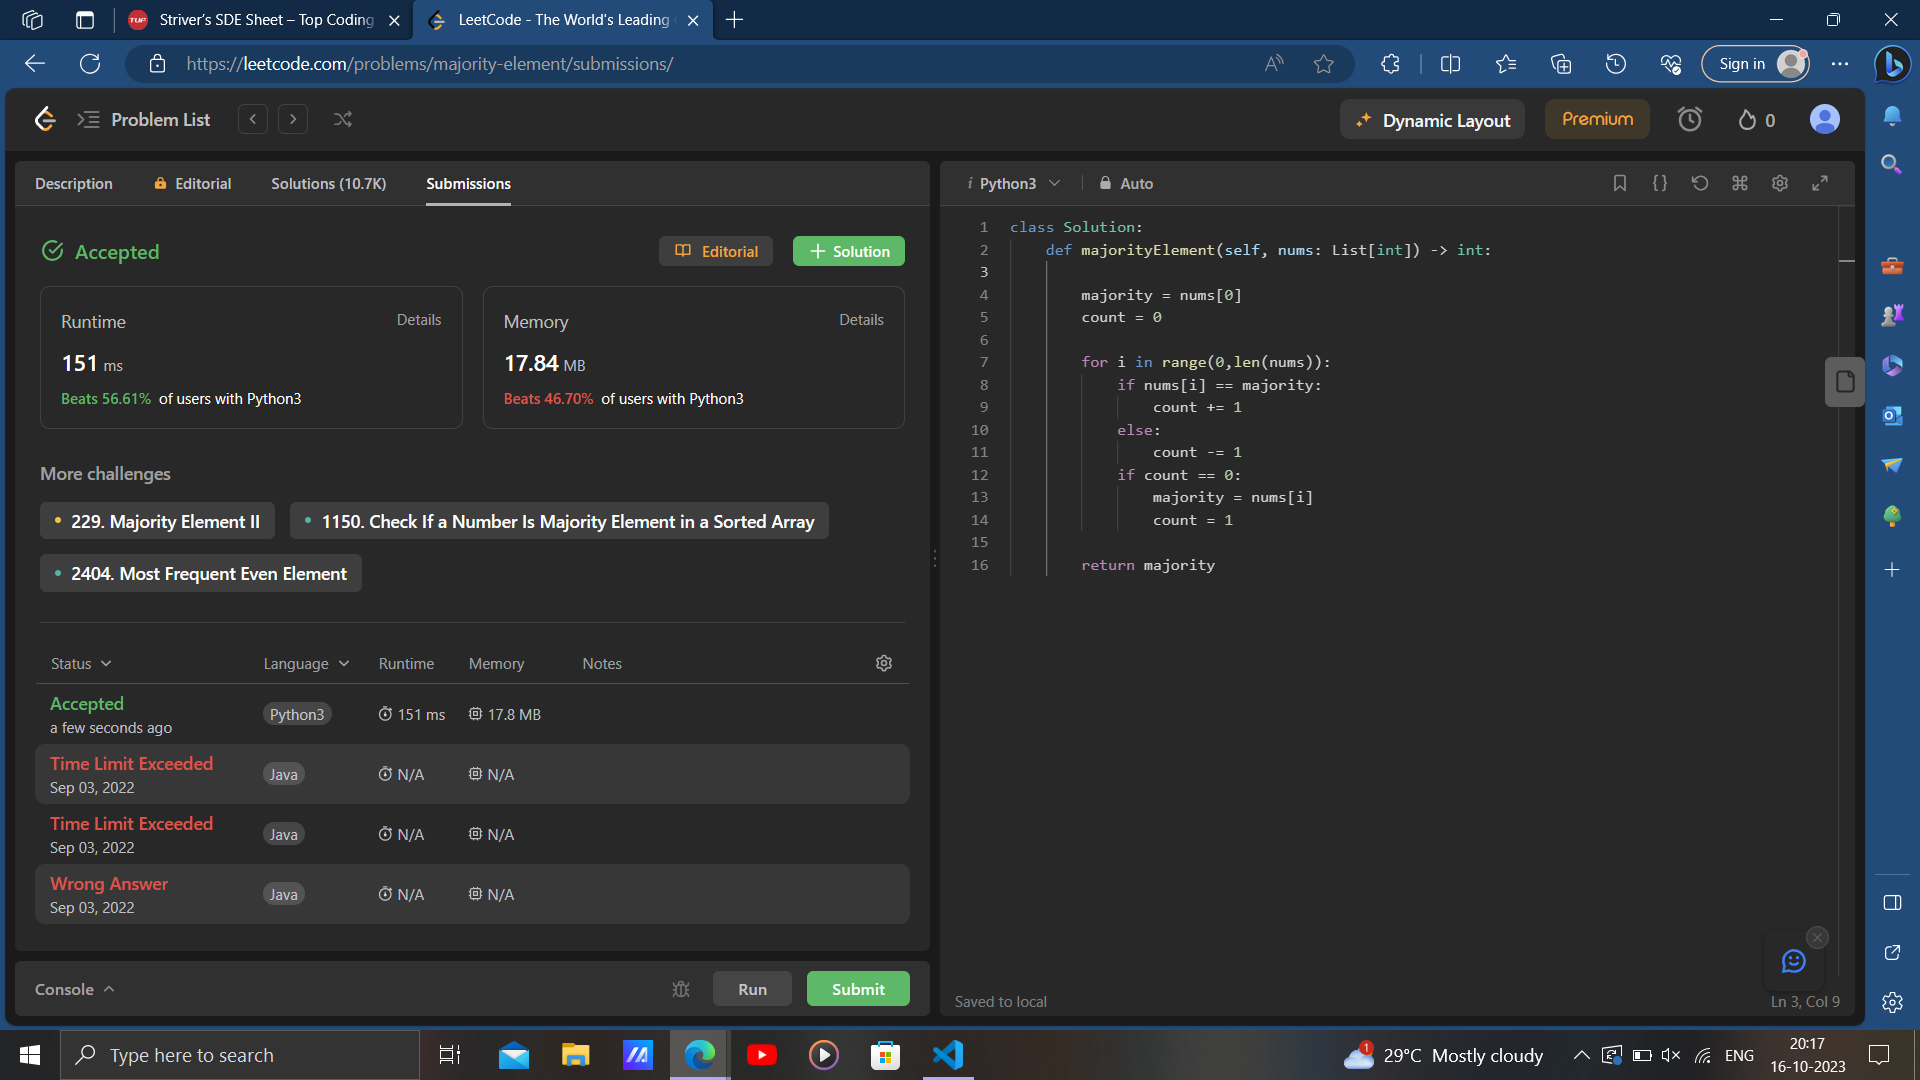 Striver's SDE Sheet – Top Coding
LeetCode - The World's Leading
https://leetcode.com/problems/majority-element/submissions/
Sign in
Problem List
Dynamic Layout
Premium
0
Description
Editorial
Solutions (10.7K)
Submissions
Accepted
Editorial
Solution
Runtime
Details
151 ms
Beats 56.61% of users with Python3
Memory
Details
17.84 MB
Beats 46.70% of users with Python3
More challenges
229. Majority Element II
1150. Check If a Number Is Majority Element in a Sorted Array
2404. Most Frequent Even Element
Status Language Runtime Memory Notes
Accepted
a few seconds ago
Python3
151 ms
17.8 MB
Time Limit Exceeded
Sep 03, 2022
Java
N/A
N/A
Time Limit Exceeded
Sep 03, 2022
Java
N/A
N/A
Wrong Answer
Sep 03, 2022
Java
N/A
N/A
Console
Run
Submit
i Python3
Auto
1 class Solution:
2     def majorityElement(self, nums: List[int]) -> int:
3
4         majority = nums[0]
5         count = 0
6
7         for i in range(0,len(nums)):
8             if nums[i] == majority:
9                 count += 1
10             else:
11                 count -= 1
12             if count == 0:
13                 majority = nums[i]
14                 count = 1
15
16         return majority
Saved to local
Ln 3, Col 9
Type here to search
1
29°C Mostly cloudy
ENG
20:17
16-10-2023